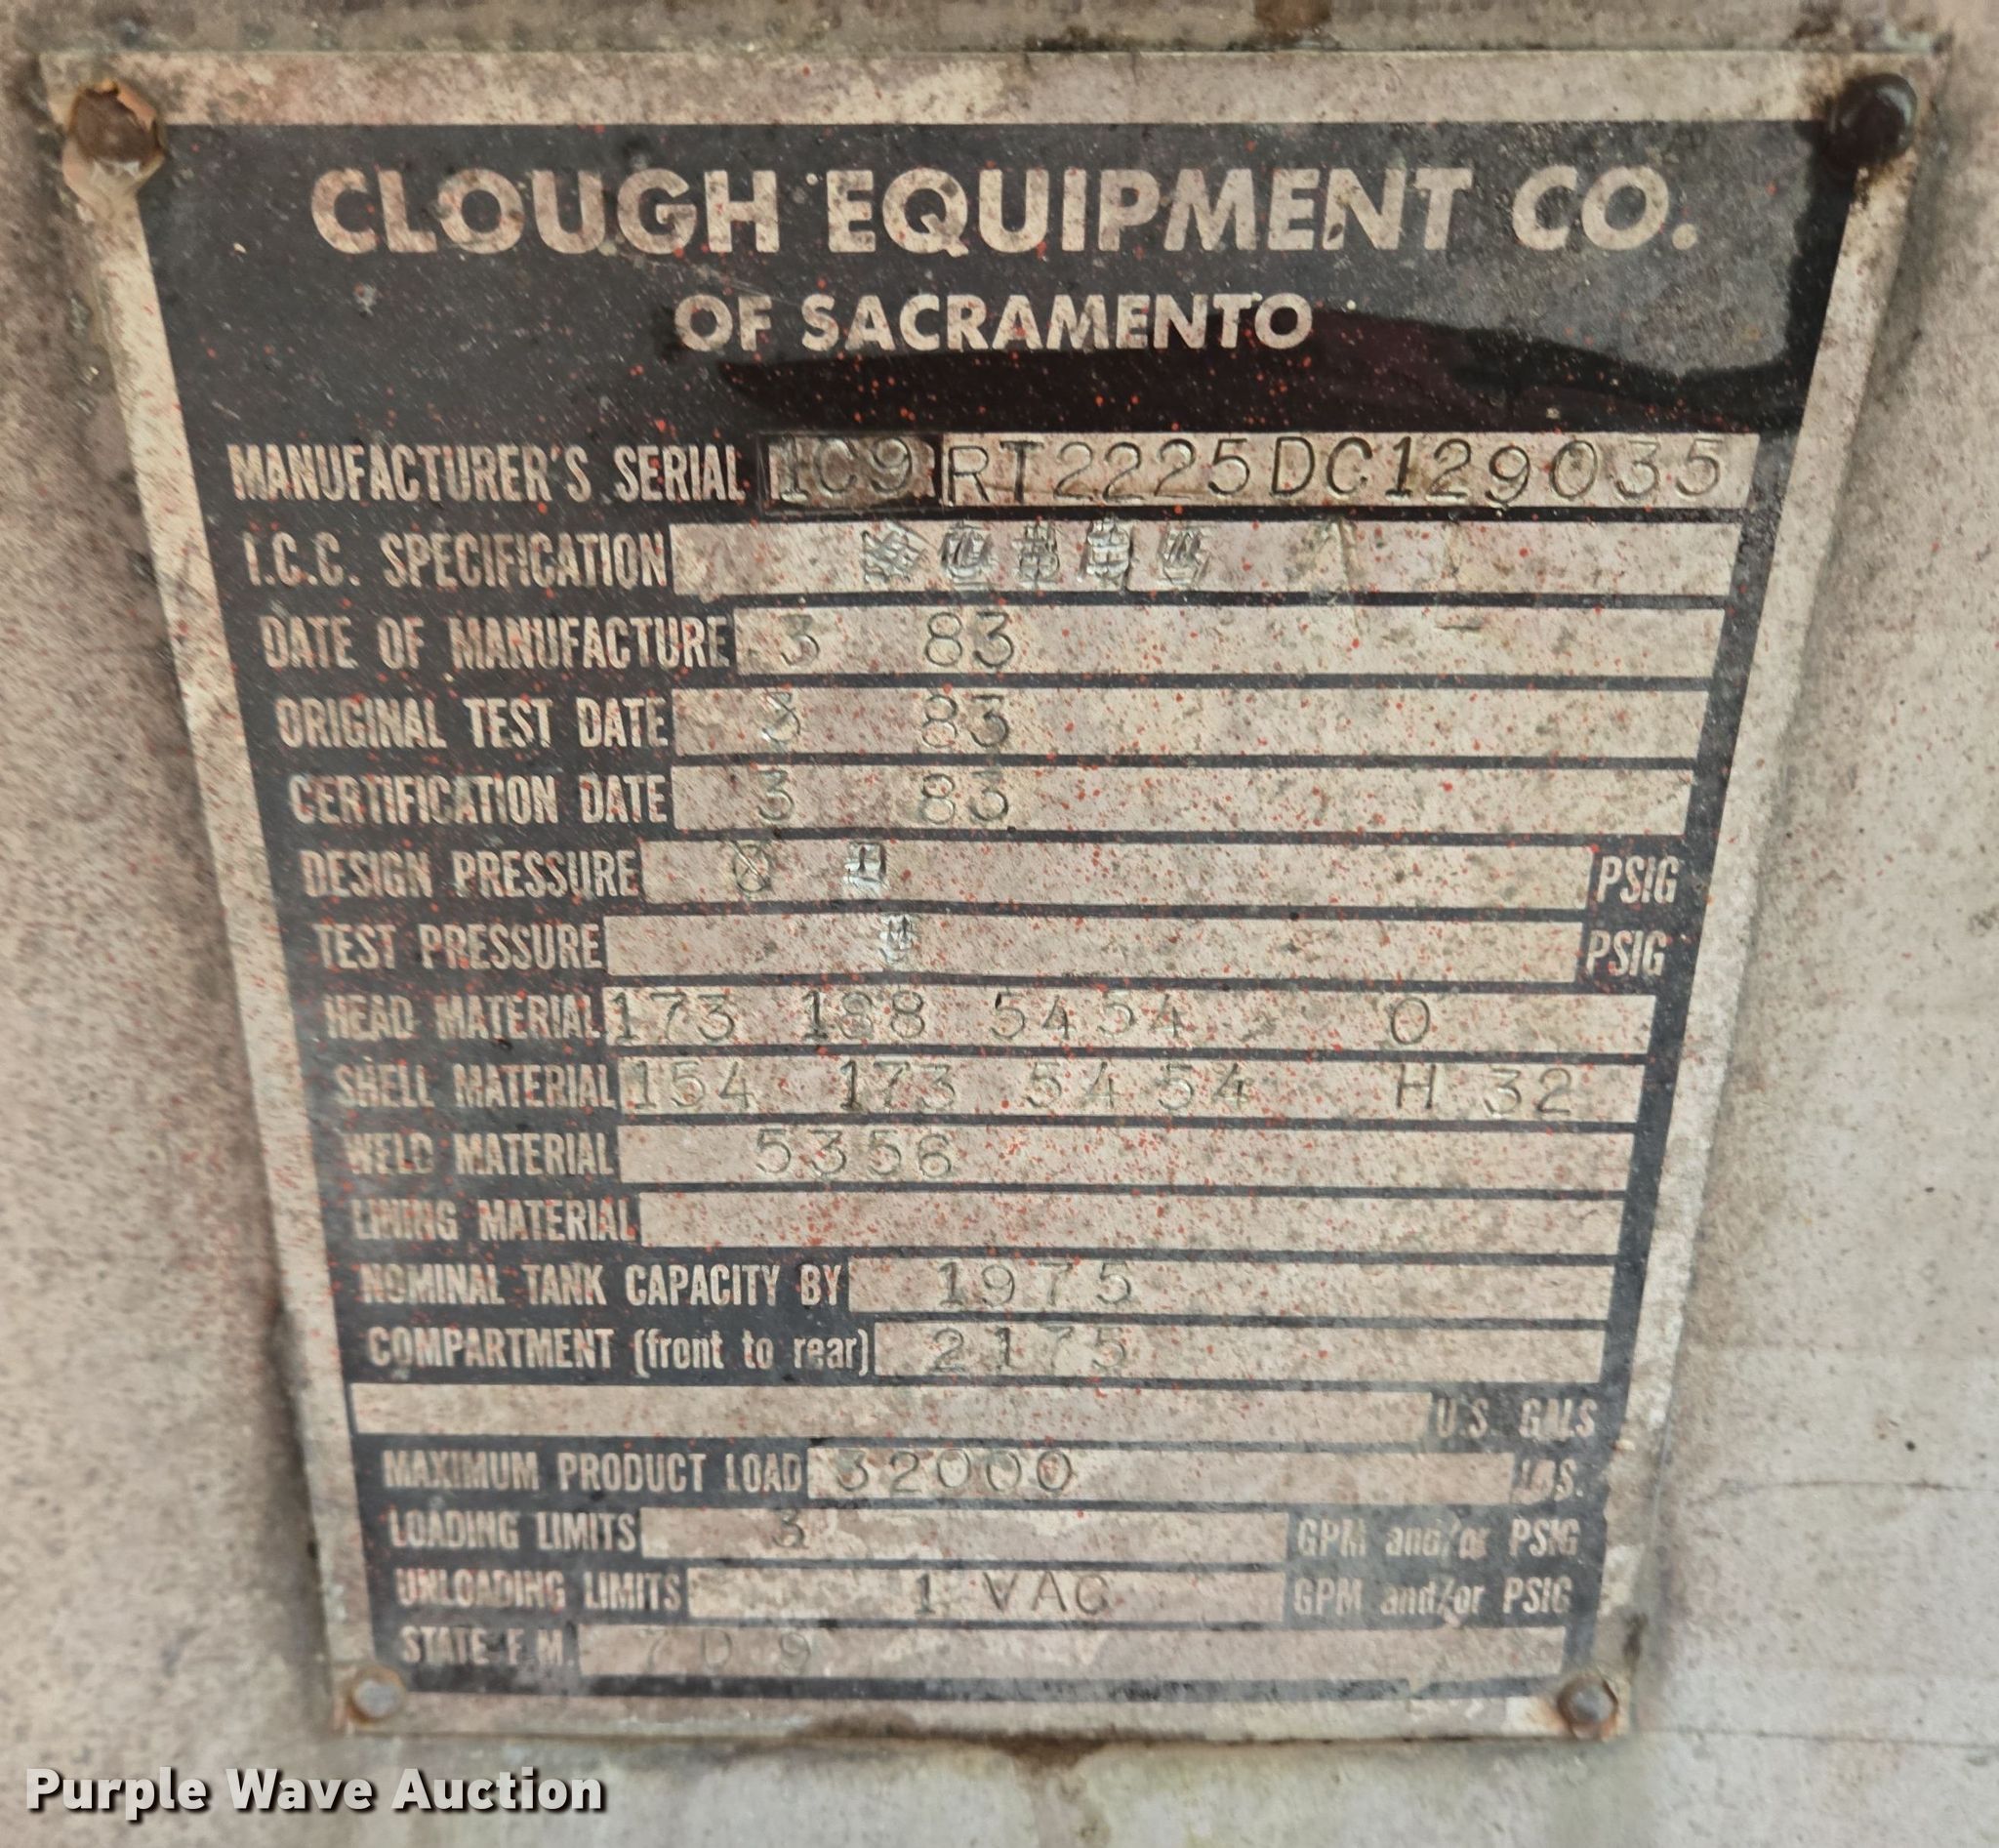 CLOUGH EQUIPMENT CO.
OF SACRAMENTO
MANUFACTURER'S SERIAL 1C9RT2225DC129035
I.C.C. SPECIFICATION
DATE OF MANUFACTURE 3 83
ORIGINAL TEST DATE 3 83
CERTIFICATION DATE 3 83
DESIGN PRESSURE PSIG
TEST PRESSURE PSIG
HEAD MATERIAL 173 188 5454 O
SHELL MATERIAL 154 173 5454 H 32
WELD MATERIAL 5356
LINING MATERIAL
NOMINAL TANK CAPACITY BY 1975
COMPARTMENT (front to rear) 2175
U.S. GALS
MAXIMUM PRODUCT LOAD 32000 LBS.
LOADING LIMITS 3 GPM and/or PSIG
UNLOADING LIMITS 1 VAC GPM and/or PSIG
STATE F.M. 709
Purple Wave Auction